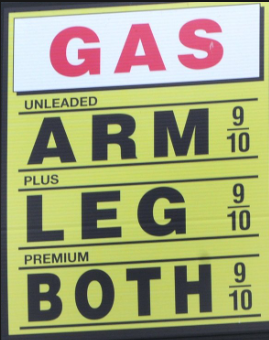 GAS
UNLEADED
ARM 9/10
PLUS
LEG 9/10
PREMIUM
BOTH 9/10